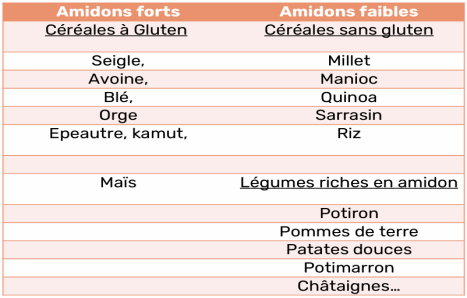 Amidons forts Amidons faibles
Céréales à Gluten Céréales sans gluten
Seigle, Millet
Avoine, Manioc
Blé, Quinoa
Orge Sarrasin
Epeautre, kamut, Riz
Maïs Légumes riches en amidon
Potiron
Pommes de terre
Patates douces
Potimarron
Châtaignes…